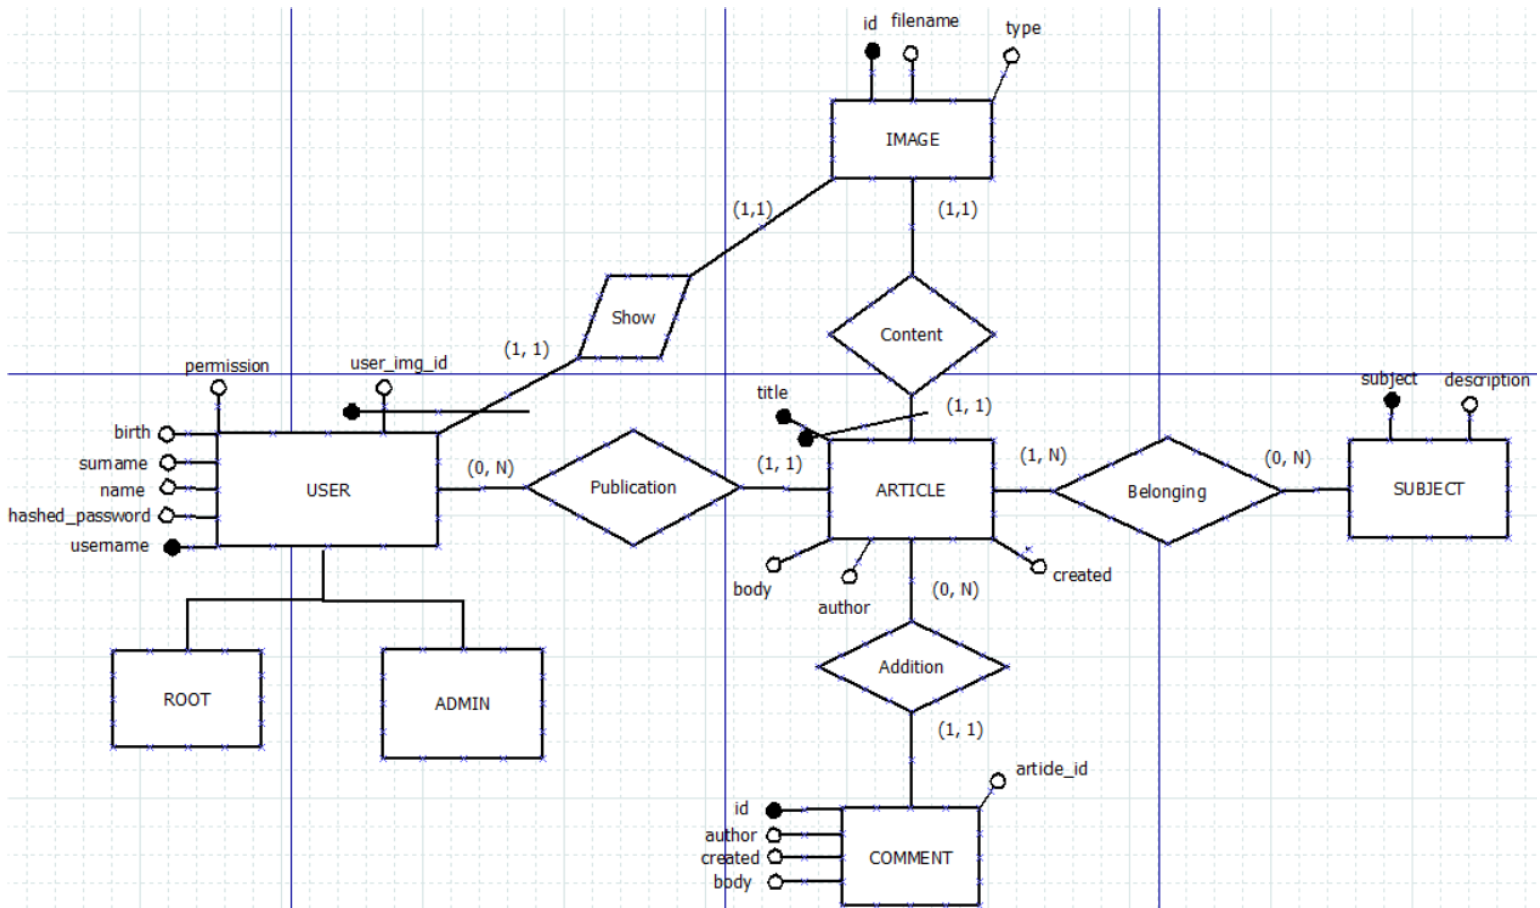 id
filename
type
IMAGE
(1,1)
(1,1)
Show
Content
(1, 1)
permission
user_img_id
title
(1, 1)
subject
description
birth
surname
name
hashed_password
username
USER
(0, N)
Publication
(1, 1)
ARTICLE
(1, N)
Belonging
(0, N)
SUBJECT
body
author
created
(0, N)
Addition
ROOT
ADMIN
(1, 1)
article_id
id
author
created
body
COMMENT